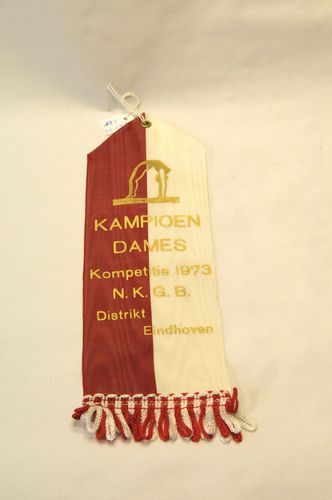 KAMPIOEN
DAMES
Kompetitie 1973
N.K.G.B.
Distrikt
Eindhoven